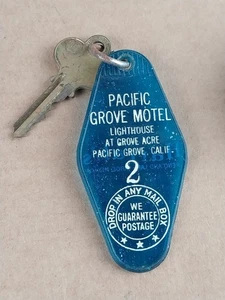 PACIFIC
GROVE MOTEL
LIGHTHOUSE
AT GROVE ACRE
PACIFIC GROVE, CALIF.
2
DROP IN ANY MAIL BOX
WE
GUARANTEE
POSTAGE